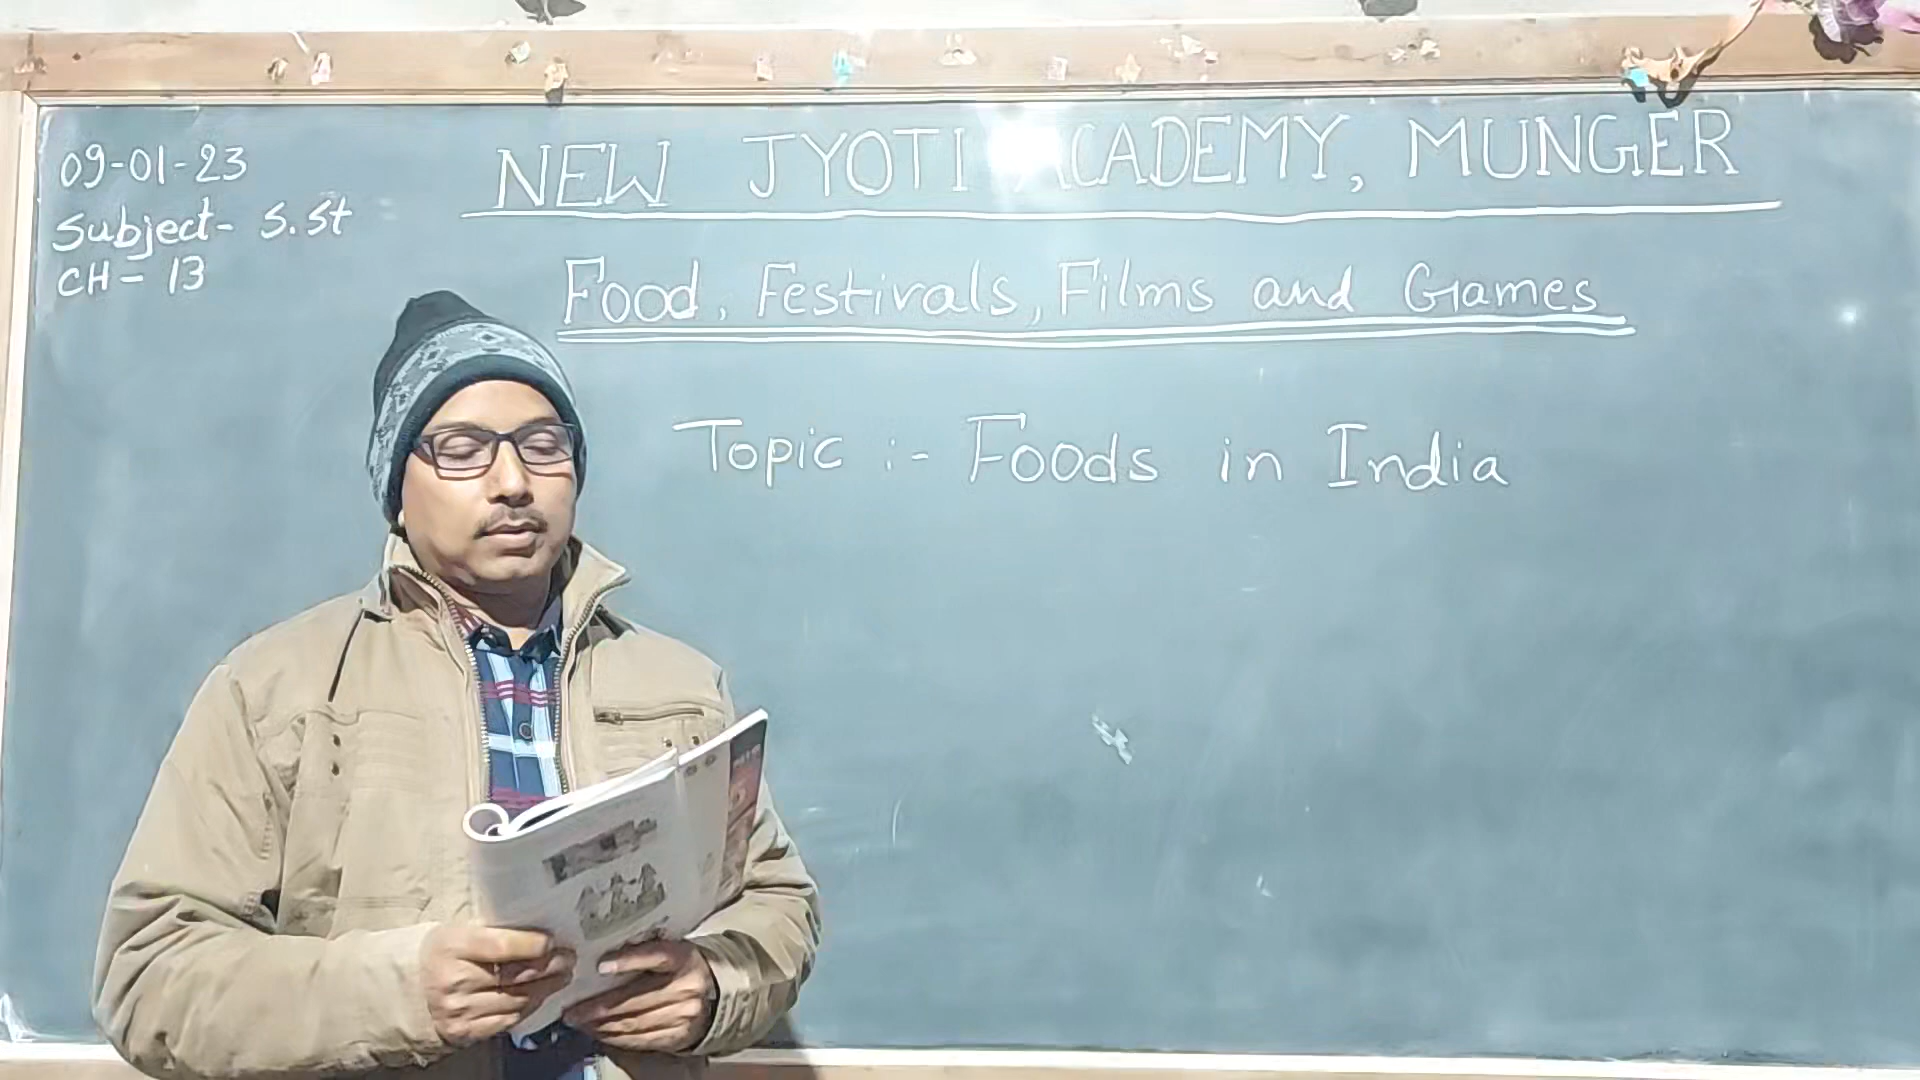 09-01-23
Subject- S.St
CH- 13
NEW JYOTI ACADEMY, MUNGER
Food, Festivals, Films and Games
Topic :- Foods in India